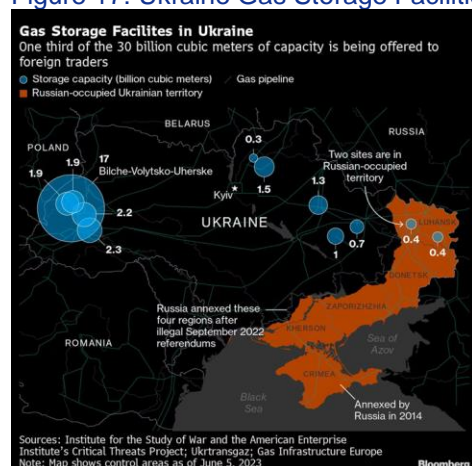 Figure 17: Ukraine Gas Storage Faciliti
Gas Storage Facilites in Ukraine
One third of the 30 billion cubic meters of capacity is being offered to
foreign traders
Storage capacity (billion cubic meters)
Gas pipeline
Russian-occupied Ukrainian territory
BELARUS
POLAND
RUSSIA
0.3
17
Bilche-Volytsko-Uherske
1.9
1.9
Two sites are in
Russian-occupied
territory
Kyiv
1.5
1.3
2.2
UKRAINE
LUHANSK
2.3
1
0.7
0.4
0.4
DONETSK
Russia annexed these
four regions after
illegal September 2022
referendums
ZAPORIZHZHIA
KHERSON
Sea of
Azov
ROMANIA
CRIMEA
Black
Sea
Annexed by
Russia in 2014
Sources: Institute for the Study of War and the American Enterprise
Institute's Critical Threats Project; Ukrtransgaz; Gas Infrastructure Europe
Note: Map shows control areas as of June 5, 2023
Bloomberg